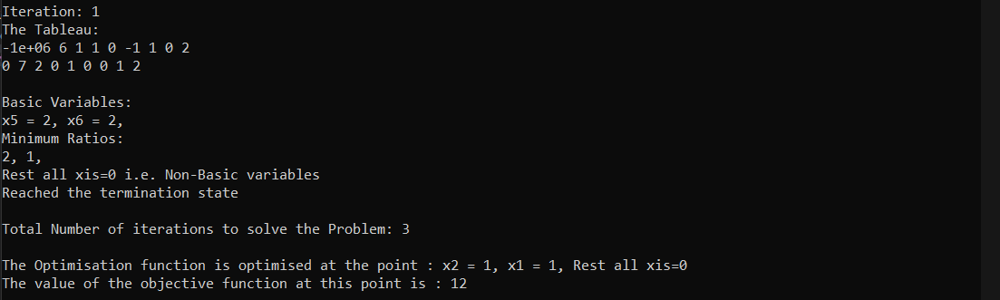 Iteration: 1
The Tableau:
-1e+06 6 1 1 0 -1 1 0 2
0 7 2 0 1 0 0 1 2
Basic Variables:
x5 = 2, x6 = 2,
Minimum Ratios:
2, 1,
Rest all xis=0 i.e. Non-Basic variables
Reached the termination state
Total Number of iterations to solve the Problem: 3
The Optimisation function is optimised at the point : x2 = 1, x1 = 1, Rest all xis=0
The value of the objective function at this point is : 12